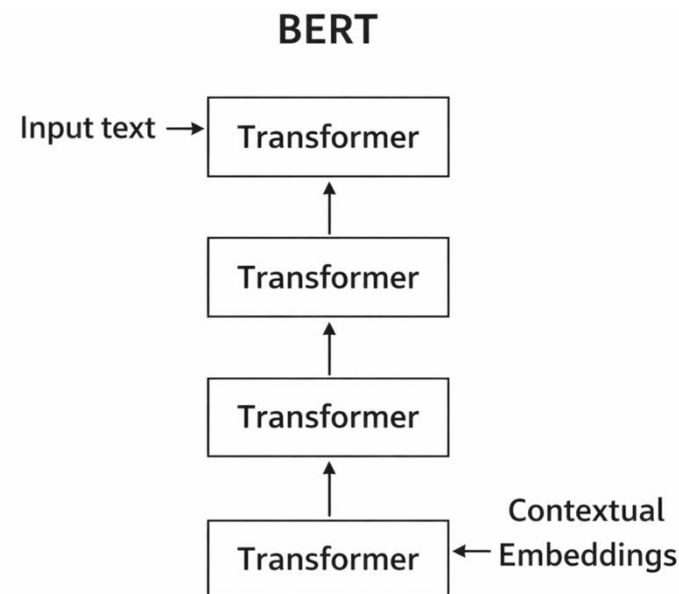 BERT
Input text
Transformer
Transformer
Transformer
Contextual
Embeddings
Transformer